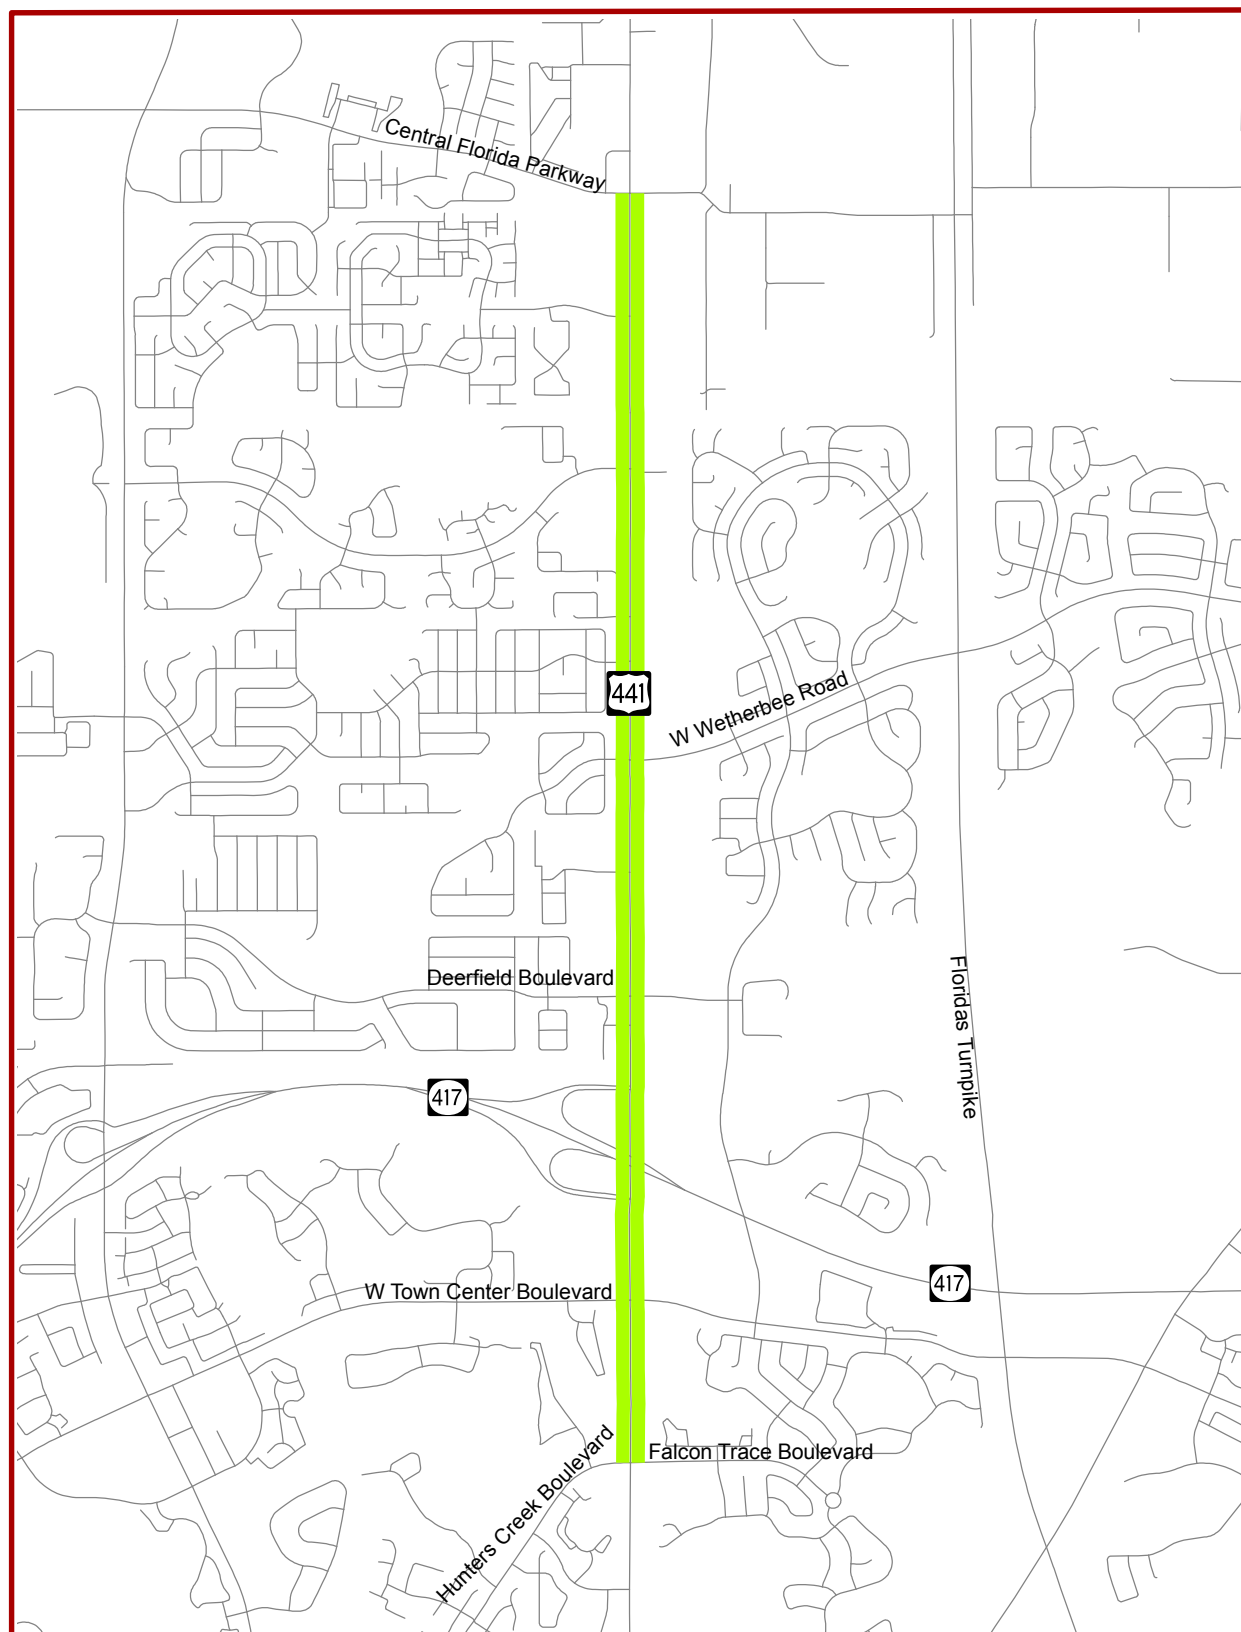 Central Florida Parkway
441
W Wetherbee Road
Deerfield Boulevard
Floridas Turnpike
417
417
W Town Center Boulevard
Hunters Creek Boulevard
Falcon Trace Boulevard